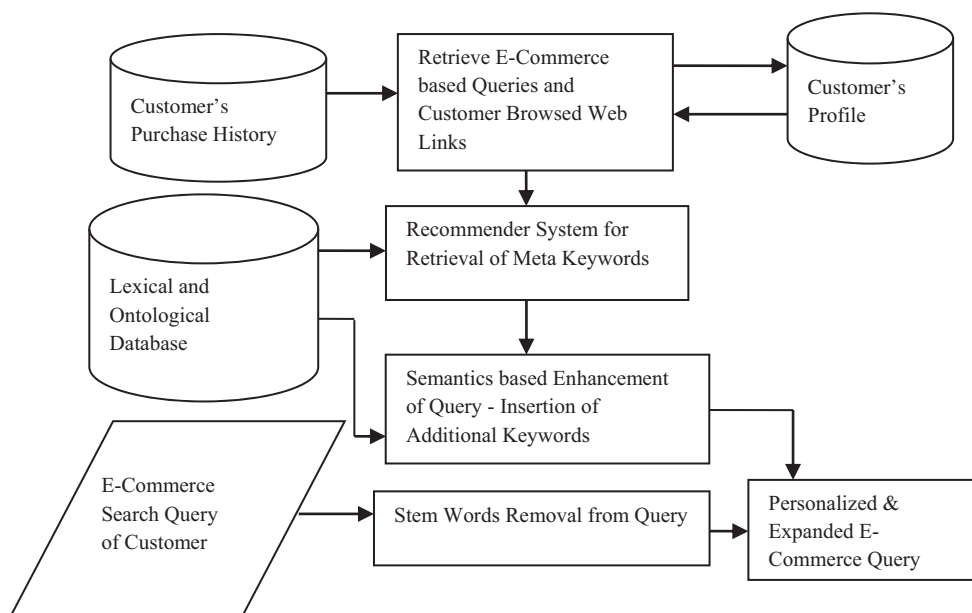 Customer's
Purchase History
Retrieve E-Commerce
based Queries and
Customer Browsed Web
Links
Customer's
Profile
Lexical and
Ontological
Database
Recommender System for
Retrieval of Meta Keywords
Semantics based Enhancement
of Query - Insertion of
Additional Keywords
E-Commerce
Search Query
of Customer
Stem Words Removal from Query
Personalized &
Expanded E-
Commerce Query